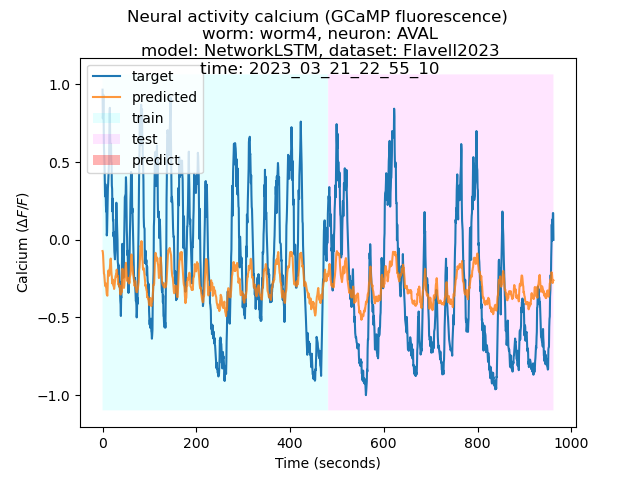 Neural activity calcium (GCaMP fluorescence)
worm: worm4, neuron: AVAL
model: NetworkLSTM, dataset: Flavell2023
time: 2023_03_21_22_55_10
target
predicted
train
test
predict
1.0
0.5
0.0
−0.5
−1.0
Calcium (ΔF/F)
0
200
400
600
800
1000
Time (seconds)